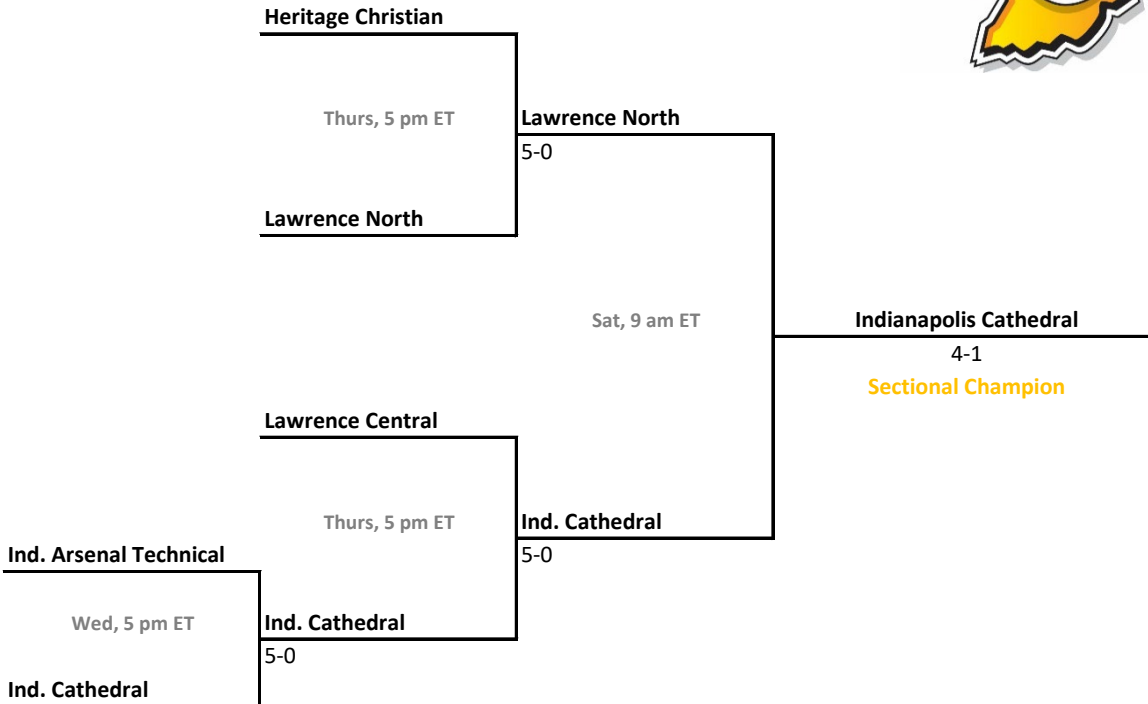 Heritage Christian
Thurs, 5 pm ET
Lawrence North
5-0
Lawrence North
Sat, 9 am ET
Indianapolis Cathedral
4-1
Sectional Champion
Lawrence Central
Thurs, 5 pm ET
Ind. Cathedral
5-0
Ind. Arsenal Technical
Wed, 5 pm ET
Ind. Cathedral
5-0
Ind. Cathedral